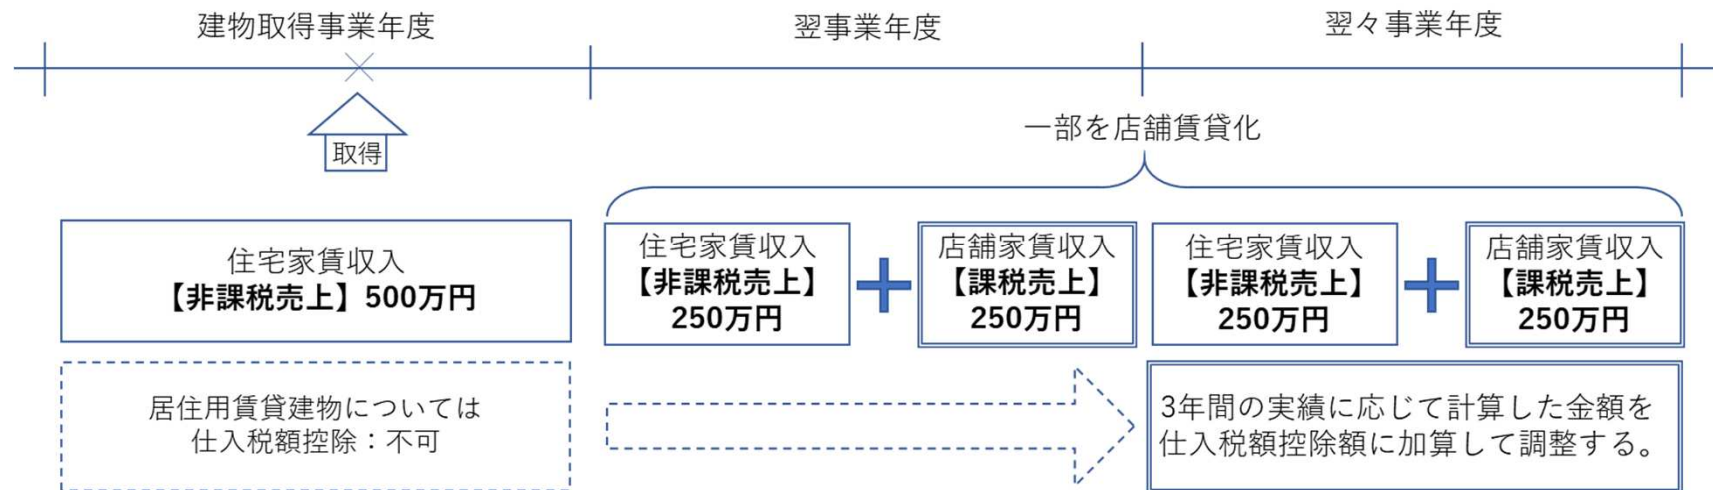 建物取得事業年度
翌事業年度
翌々事業年度
取得
一部を店舗賃貸化
住宅家賃収入
【非課税売上】500万円
住宅家賃収入
【非課税売上】
250万円
店舗家賃収入
【課税売上】
250万円
住宅家賃収入
【非課税売上】
250万円
店舗家賃収入
【課税売上】
250万円
居住用賃貸建物については
仕入税額控除：不可
3年間の実績に応じて計算した金額を
仕入税額控除額に加算して調整する。